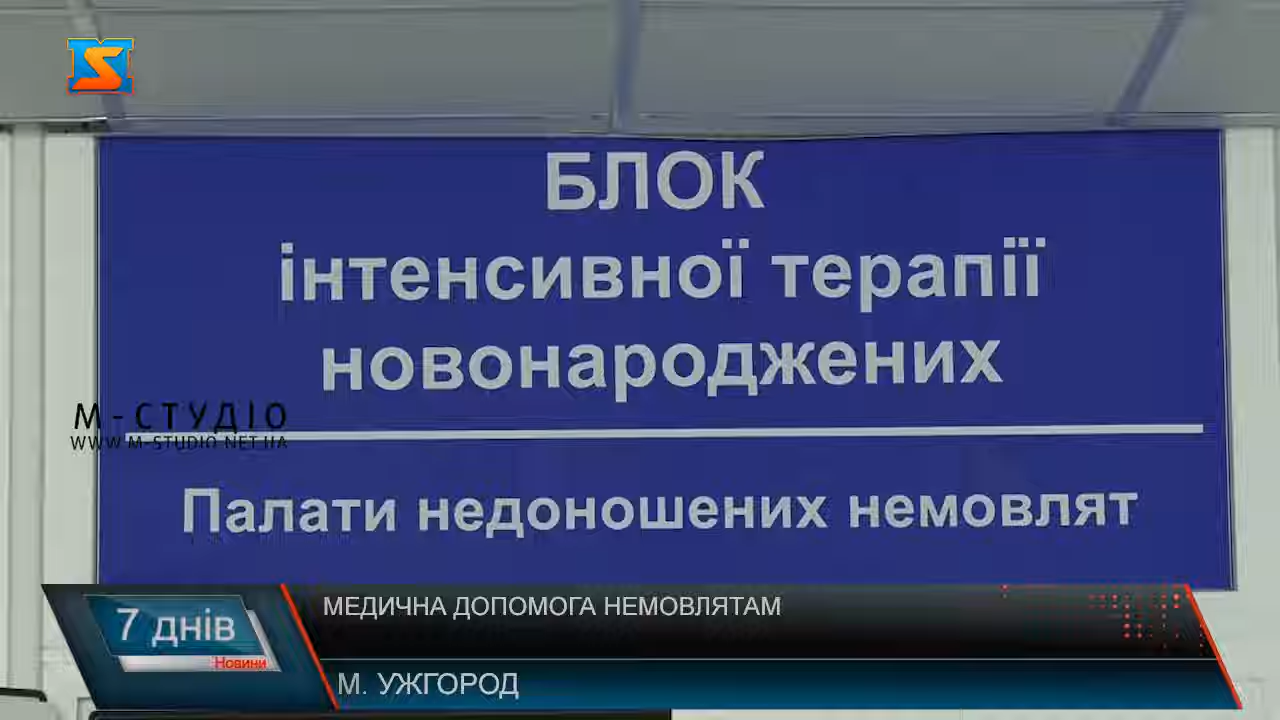 БЛОК
інтенсивної терапії
новонароджених
М-СТУДІО
WWW.M-STUDIO.NET.UA
Палати недоношених немовлят
7 днів
Новини
МЕДИЧНА ДОПОМОГА НЕМОВЛЯТАМ
М. УЖГОРОД